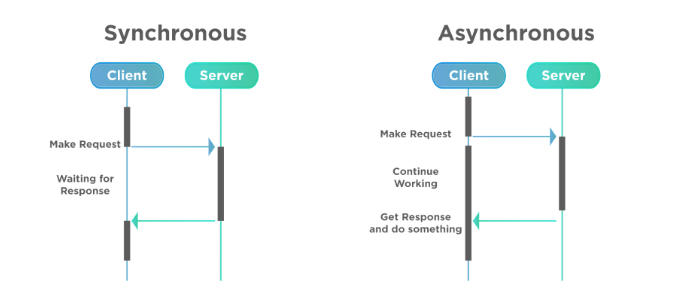 Synchronous
Client
Server
Make Request
Waiting for
Response
Asynchronous
Client
Server
Make Request
Continue
Working
Get Response
and do something